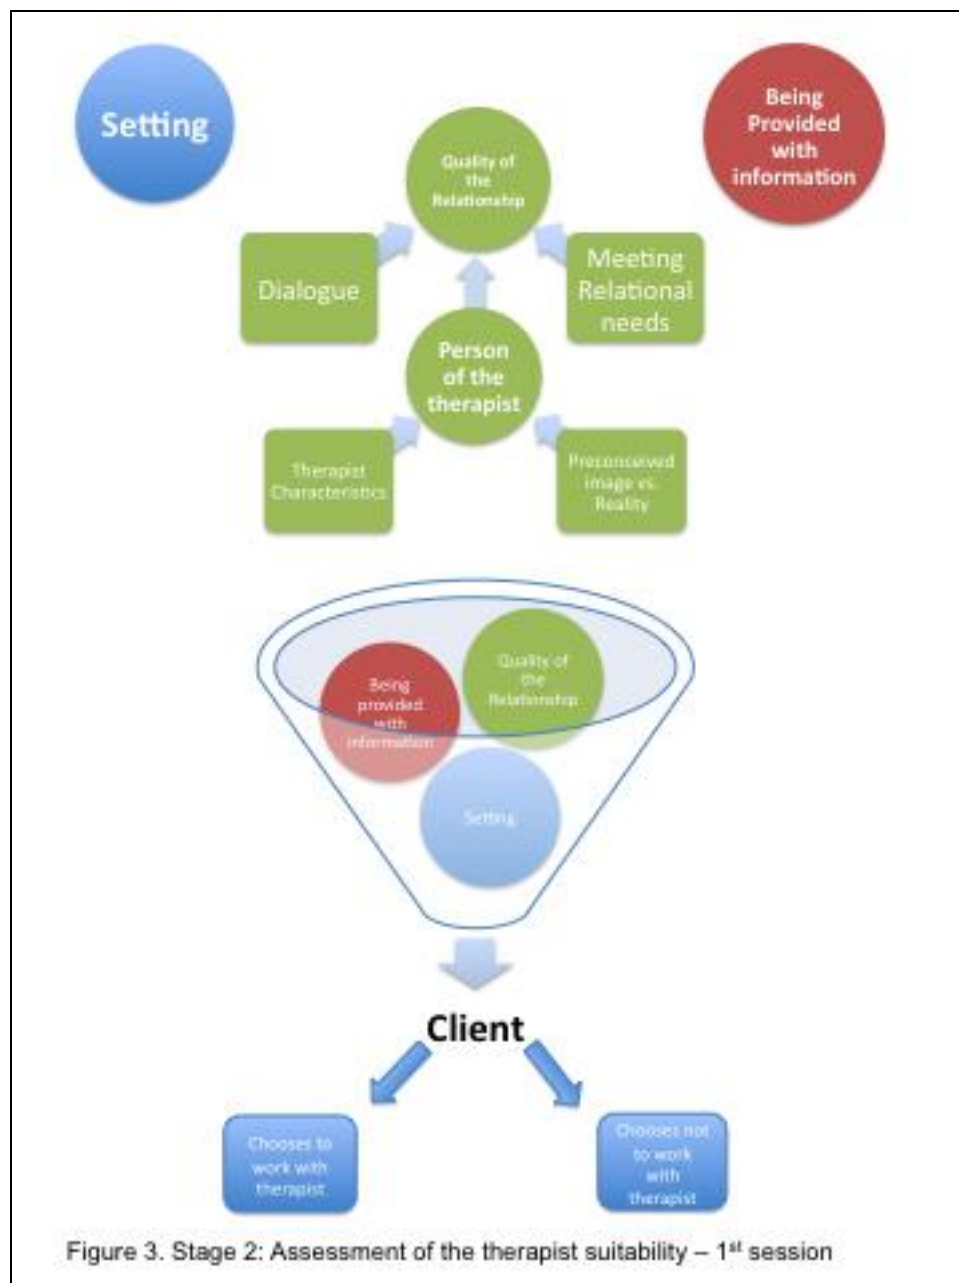 Setting
Being
Provided
with
information
Quality of
the
Relationship
Dialogue
Meeting
Relational
needs
Person
of the
therapist
Therapist
Characteristics
Preconceived
image vs.
Reality
Being
provided
with
information
Quality of
the
Relationship
Setting
Client
Chooses to
work with
therapist
Chooses not
to work
with
therapist
Figure 3. Stage 2: Assessment of the therapist suitability – 1st session